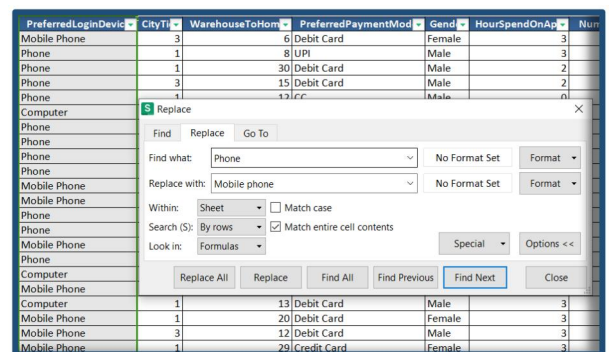 PreferredLoginDevic CityTi WarehouseToHom PreferredPaymentMod Gend HourSpendOnAp Num
Mobile Phone 3 6 Debit Card Female 3
Phone 1 8 UPI Male 3
Phone 1 30 Debit Card Male 2
Phone 3 15 Debit Card Male 2
Phone 1 12 CC Male 0
Computer
Phone
Phone
Phone
Phone
Mobile Phone
Mobile Phone
Phone
Phone
Mobile Phone
Phone
Computer
Mobile Phone
S Replace
Find Replace Go To
Find what: Phone No Format Set Format
Replace with: Mobile phone No Format Set Format
Within: Sheet Match case
Search (S): By rows Match entire cell contents
Look in: Formulas Special Options <<
Replace All Replace Find All Find Previous Find Next Close
Computer 1 13 Debit Card Male 3
Mobile Phone 1 20 Debit Card Female 3
Mobile Phone 3 12 Debit Card Male 3
Mobile Phone 1 29 Credit Card Female 3